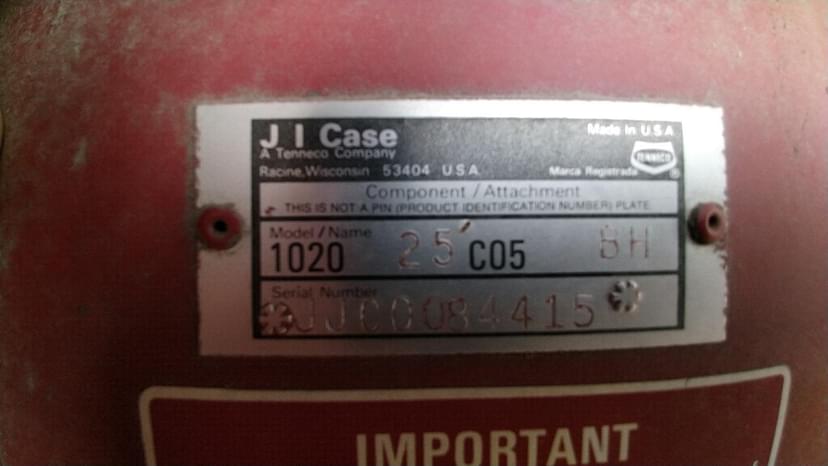 J I Case
A Tenneco Company
Racine, Wisconsin 53404 U.S.A.
Made in U.S.A.
TENNECO
Marca Registrada ®
Component / Attachment
THIS IS NOT A PIN (PRODUCT IDENTIFICATION NUMBER) PLATE.
Model / Name
1020 25' C05 BH
Serial Number
*JJC0084415*
IMPORTANT